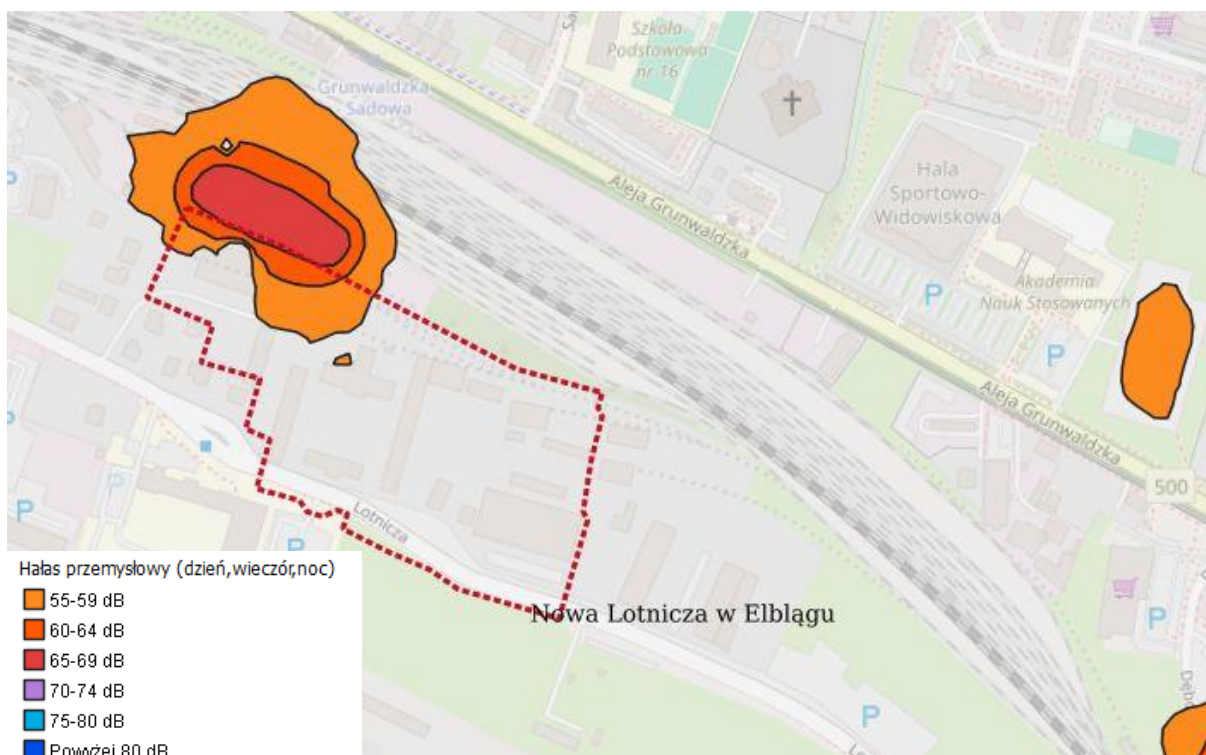 Szkoła
Podstawowa
nr 16
Grunwaldzka
- Sadowa
Aleja Grunwaldzka
Hala
Sportowo-
Widowiskowa
P
Akademia
Nauk Stosowanych
P
P
Aleja Grunwaldzka
500
P
P
P
Lotnicza
P
Nowa Lotnicza w Elblągu
P
P
Hałas przemysłowy (dzień,wieczór,noc)
55-59 dB
60-64 dB
65-69 dB
70-74 dB
75-80 dB
Powyżej 80 dB